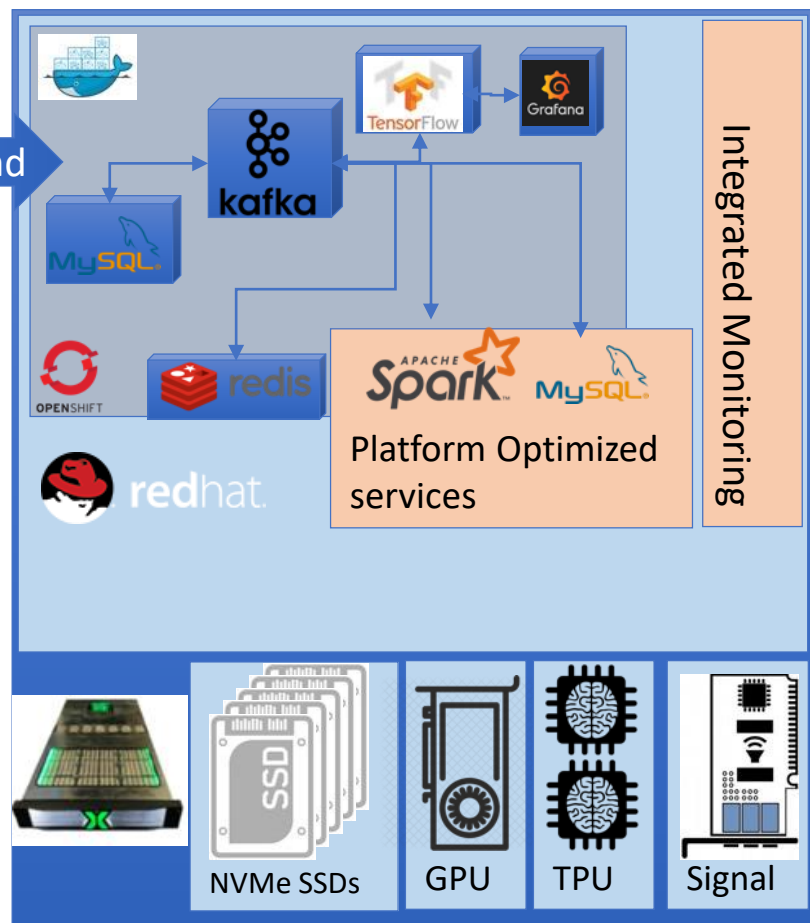 TensorFlow
Grafana
nd
kafka
MySQL®
OPENSHIFT
redis
APACHE
Spark™
MySQL®
Platform Optimized
services
redhat.
Integrated Monitoring
SSD
NVMe SSDs
GPU
TPU
Signal